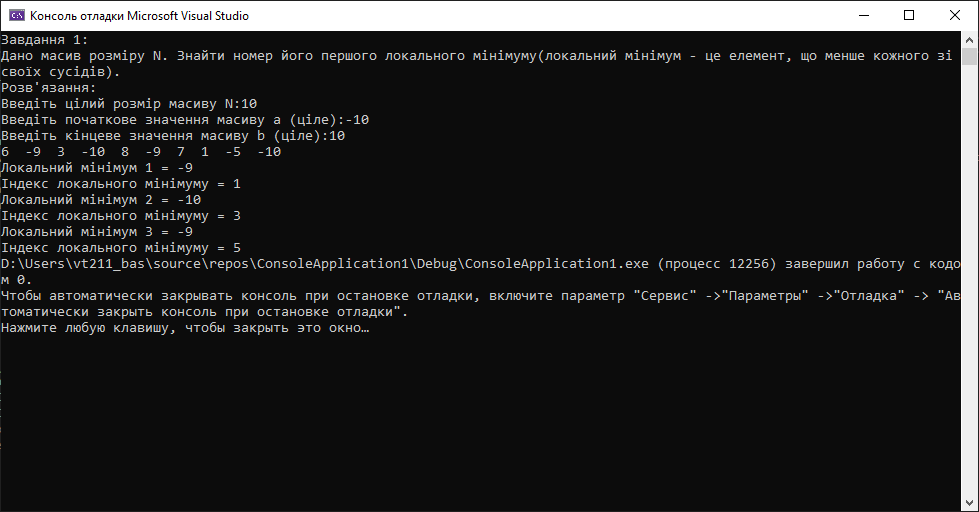 Консоль отладки Microsoft Visual Studio
Завдання 1:
Дано масив розміру N. Знайти номер його першого локального мінімуму(локальний мінімум - це елемент, що менше кожного зі
своїх сусідів).
Розв'язання:
Введіть цілий розмір масиву N:10
Введіть початкове значення масиву a (ціле):-10
Введіть кінцеве значення масиву b (ціле):10
6  -9  3  -10  8  -9  7  1  -5  -10
Локальний мінімум 1 = -9
Індекс локального мінімуму = 1
Локальний мінімум 2 = -10
Індекс локального мінімуму = 3
Локальний мінімум 3 = -9
Індекс локального мінімуму = 5
D:\Users\vt211_bas\source\repos\ConsoleApplication1\Debug\ConsoleApplication1.exe (процесс 12256) завершил работу с кодо
м 0.
Чтобы автоматически закрывать консоль при остановке отладки, включите параметр "Сервис" ->"Параметры" ->"Отладка" -> "Ав
томатически закрыть консоль при остановке отладки".
Нажмите любую клавишу, чтобы закрыть это окно…